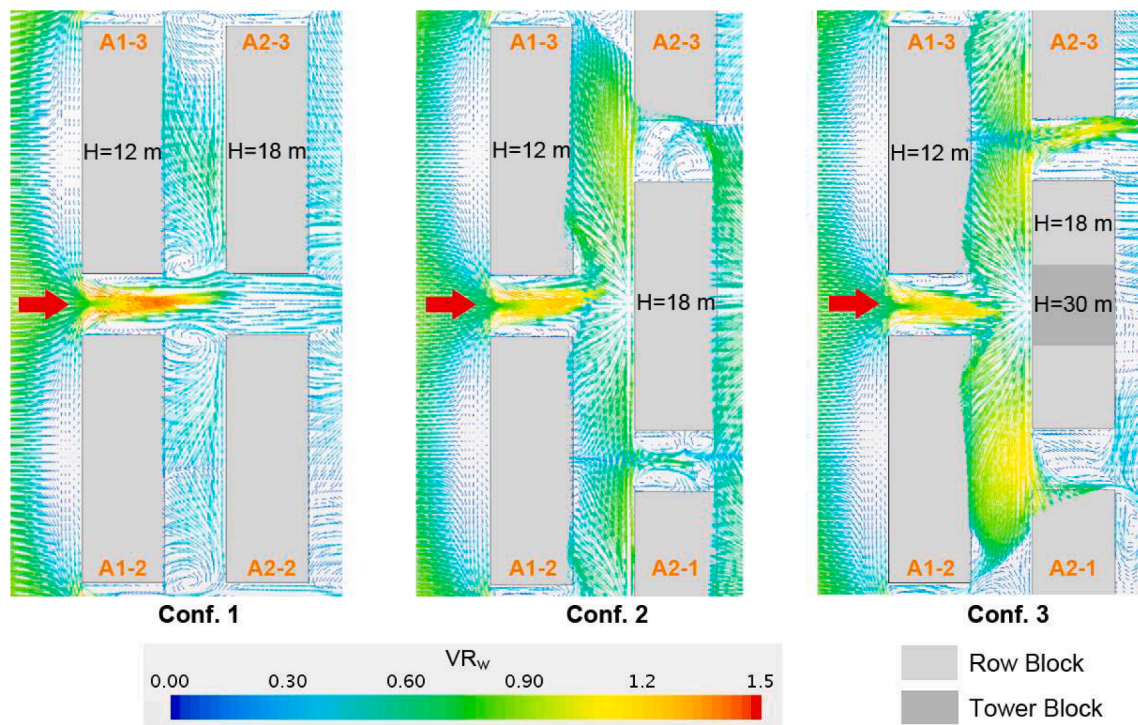 A1-3 A2-3 A1-3 A2-3 A1-3 A2-3
H=12 m H=18 m H=12 m H=12 m
H=18 m
H=18 m H=30 m
A1-2 A2-2 A1-2 A2-1 A1-2 A2-1
Conf. 1 Conf. 2 Conf. 3
VRw
0.00 0.30 0.60 0.90 1.2 1.5
Row Block
Tower Block